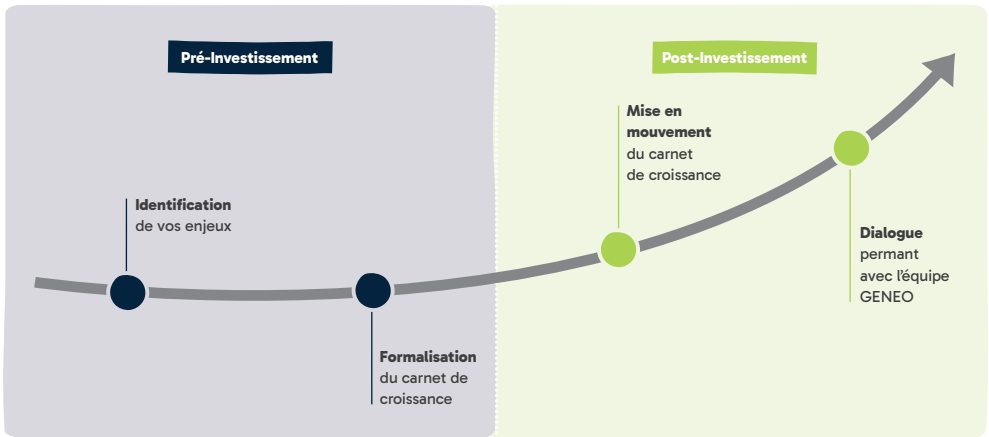 Pré-Investissement
Identification
de vos enjeux
Formalisation
du carnet de
croissance
Post-Investissement
Mise en
mouvement
du carnet
de croissance
Dialogue
permant
avec l'équipe
GENEO